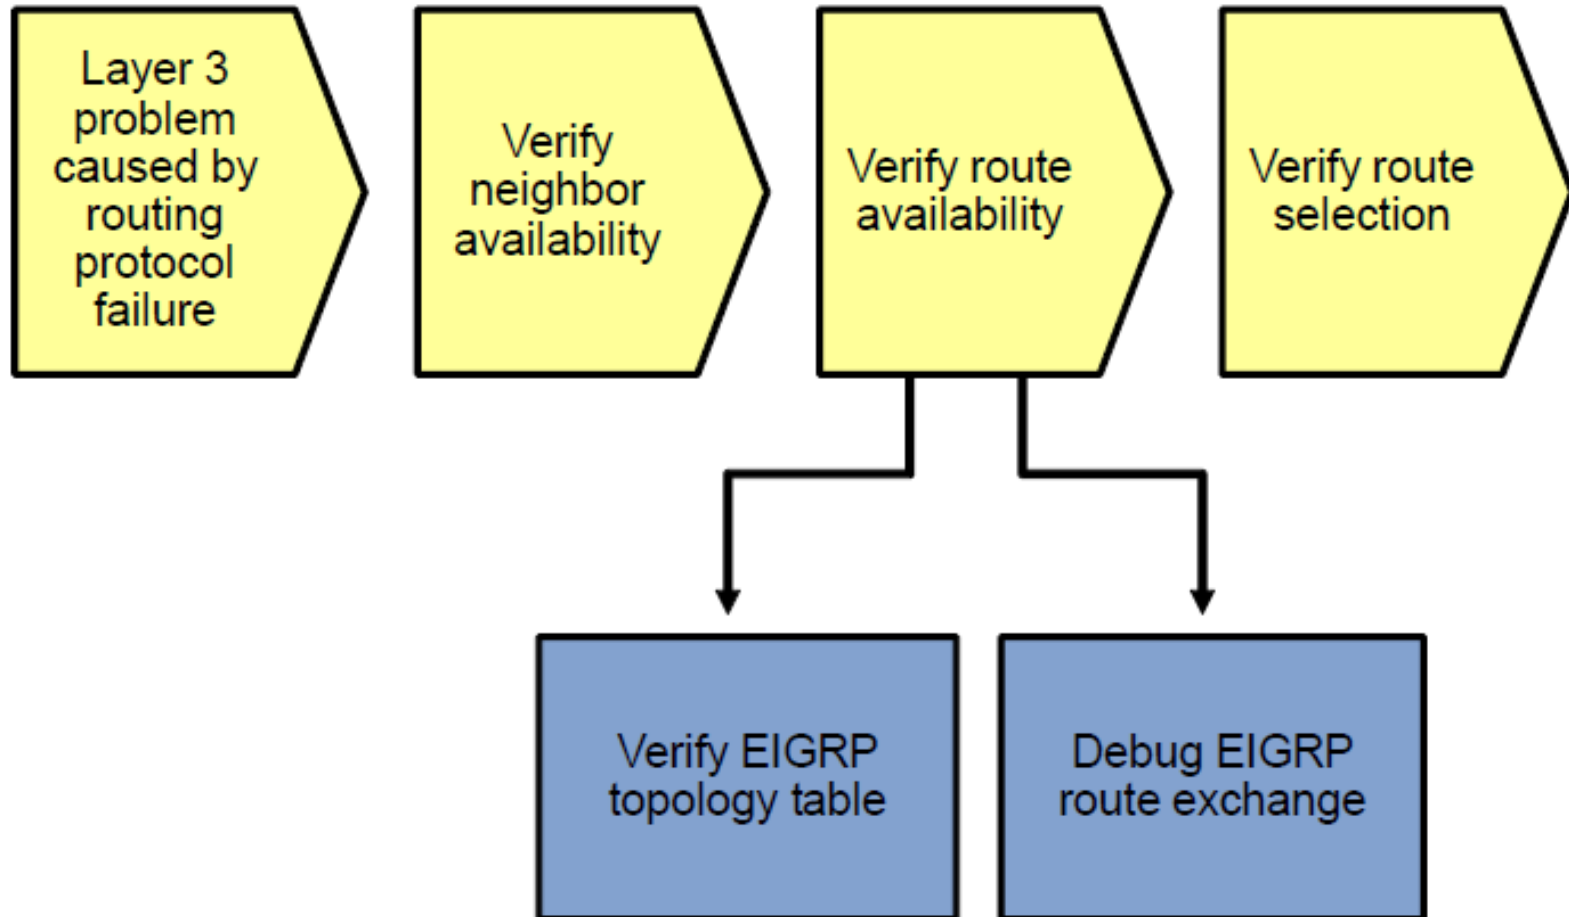 Layer 3
problem
caused by
routing
protocol
failure
Verify
neighbor
availability
Verify route
availability
Verify route
selection
Verify EIGRP
topology table
Debug EIGRP
route exchange